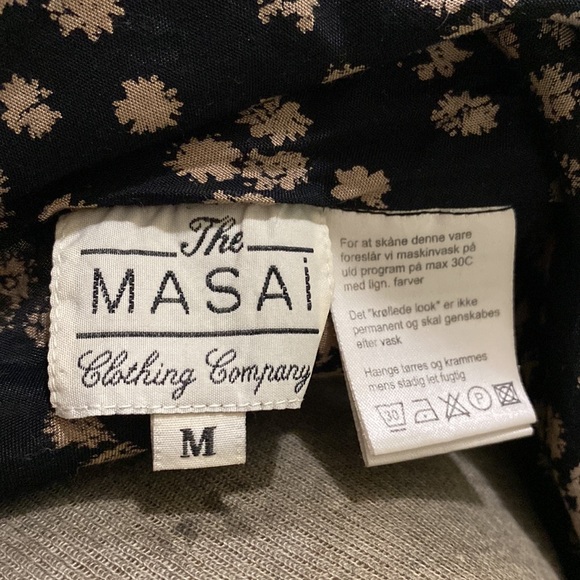 The
MASAi
Clothing Company
M
For at skåne denne vare
foreslår vi maskinvask på
uld program på max 30C
med lign. farver
Det "krøllede look" er ikke
permanent og skal genskabes
efter vask
Hænge tørres og krammes
mens stadig let fugtig
30 P